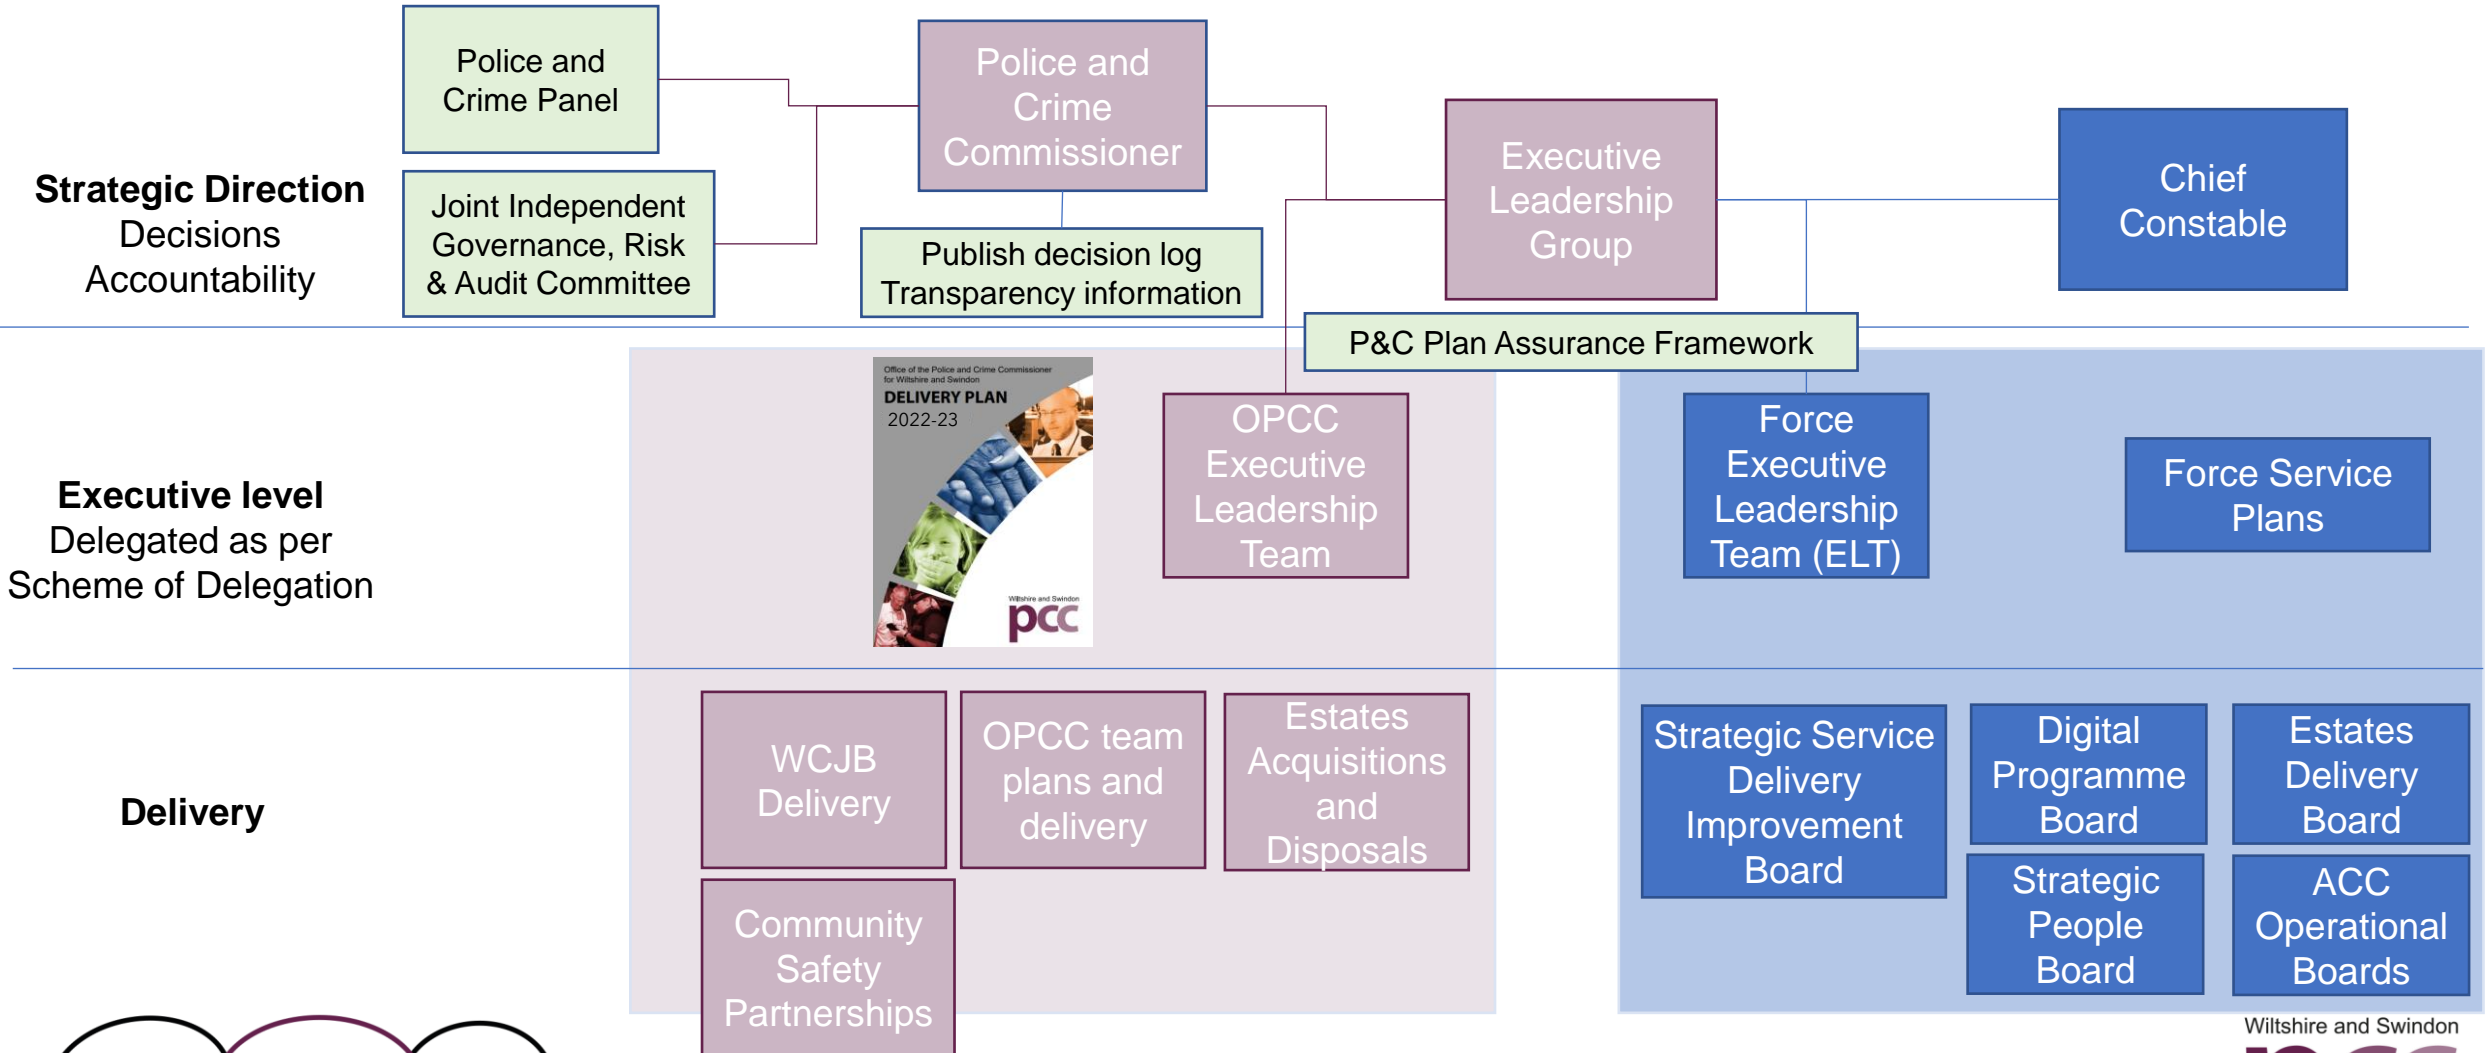 Police and
Crime Panel
Police and
Crime
Commissioner
Executive
Leadership
Group
Chief
Constable
Strategic Direction
Decisions
Accountability
Joint Independent
Governance, Risk
& Audit Committee
Publish decision log
Transparency information
P&C Plan Assurance Framework
Office of the Police and Crime Commissioner
for Wiltshire and Swindon
DELIVERY PLAN
2022-23
Wiltshire and Swindon
pcc
OPCC
Executive
Leadership
Team
Force
Executive
Leadership
Team (ELT)
Force Service
Plans
Executive level
Delegated as per
Scheme of Delegation
Delivery
WCJB
Delivery
OPCC team
plans and
delivery
Estates
Acquisitions
and
Disposals
Community
Safety
Partnerships
Strategic Service
Delivery
Improvement
Board
Digital
Programme
Board
Estates
Delivery
Board
Strategic
People
Board
ACC
Operational
Boards
Wiltshire and Swindon
pcc